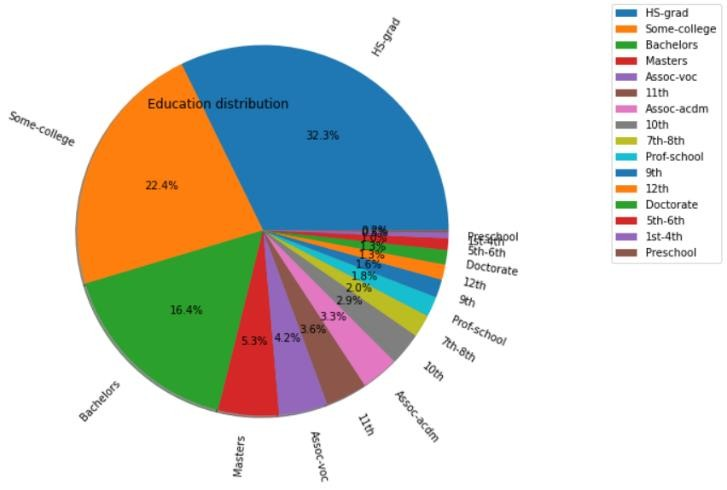 Education distribution
HS-grad
Some-college
Bachelors
Masters
Assoc-voc
11th
Assoc-acdm
10th
7th-8th
Prof-school
9th
12th
Doctorate
5th-6th
1st-4th
Preschool
32.3%
22.4%
16.4%
5.3%
4.2%
3.6%
3.3%
2.9%
2.0%
1.8%
1.6%
1.3%
1.3%
1.0%
HS-grad
Some-college
Bachelors
Masters
Assoc-voc
11th
Assoc-acdm
10th
7th-8th
Prof-school
9th
12th
Doctorate
5th-6th
1st-4th
Preschool